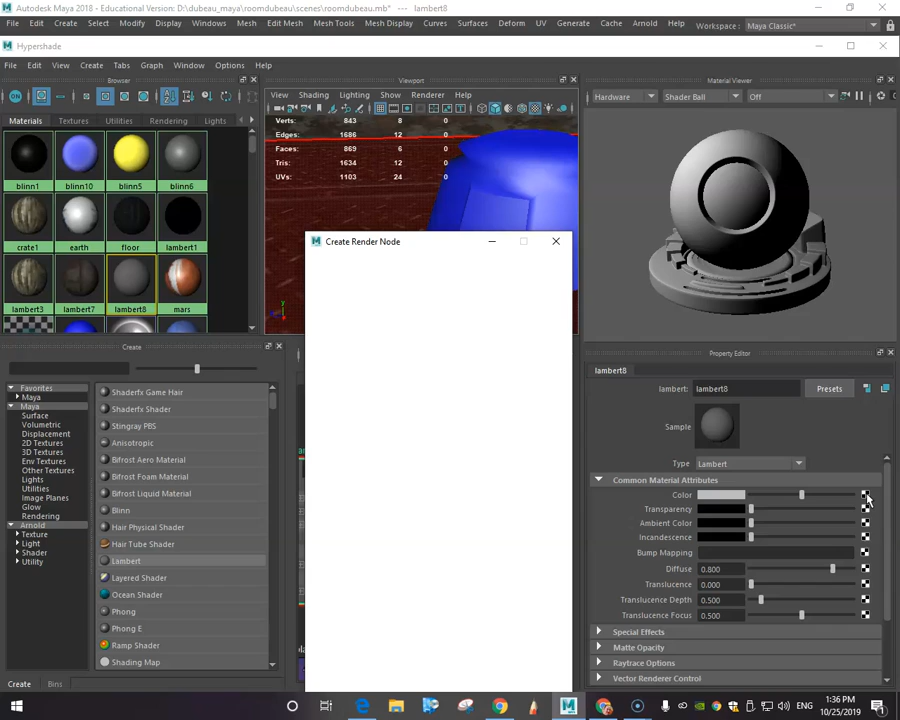 Autodesk Maya 2018 - Educational Version: D:\dubeau_maya\roomdubeau\scenes\roomdubeau.mb*
File Edit Create Select Modify Display Windows Mesh Edit Mesh Mesh Tools Mesh Display Curves Surfaces Deform UV Generate Cache Arnold Help Workspace : Maya Classic*
Hypershade
File Edit View Create Tabs Graph Window Options Help
Browser Viewport Material Viewer
ON
View Shading Lighting Show Renderer Help
Hardware Shader Ball Off
Materials Textures Utilities Rendering Lights
Verts: 843 8 0
Edges: 1686 12 0
Faces: 869 6 0
Tris: 1634 12 0
UVs: 1103 24 0
blinn1 blinn10 blinn5 blinn6
crate1 earth floor lambert1
lambert3 lambert7 lambert8 mars
Create Render Node
Create
Property Editor
lambert8
lambert: lambert8 Presets
Sample
Type Lambert
Common Material Attributes
Color
Transparency
Ambient Color
Incandescence
Bump Mapping
Diffuse 0.800
Translucence 0.000
Translucence Depth 0.500
Translucence Focus 0.500
Special Effects
Matte Opacity
Raytrace Options
Vector Renderer Control
Favorites
Maya
Maya
Surface
Volumetric
Displacement
2D Textures
3D Textures
Env Textures
Other Textures
Lights
Utilities
Image Planes
Glow
Rendering
Arnold
Texture
Light
Shader
Utility
Shaderfx Game Hair
Shaderfx Shader
Stingray PBS
Anisotropic
Bifrost Aero Material
Bifrost Foam Material
Bifrost Liquid Material
Blinn
Hair Physical Shader
Hair Tube Shader
Lambert
Layered Shader
Ocean Shader
Phong
Phong E
Ramp Shader
Shading Map
Create Bins
ENG
1:36 PM
10/25/2019